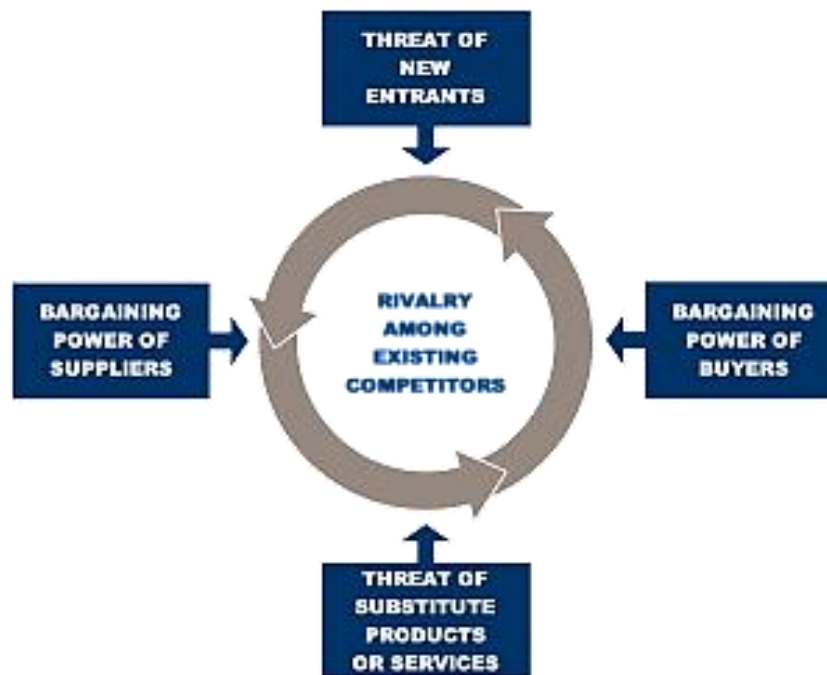 THREAT OF
NEW
ENTRANTS
BARGAINING
POWER OF
SUPPLIERS
RIVALRY
AMONG
EXISTING
COMPETITORS
BARGAINING
POWER OF
BUYERS
THREAT OF
SUBSTITUTE
PRODUCTS
OR SERVICES